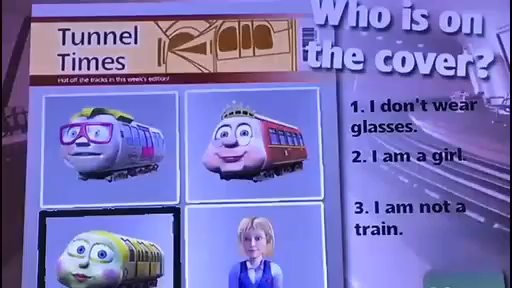 Tunnel
Times
Hot off the tracks in this week's edition!
Who is on
the cover?
1. I don't wear
glasses.
2. I am a girl.
3. I am not a
train.